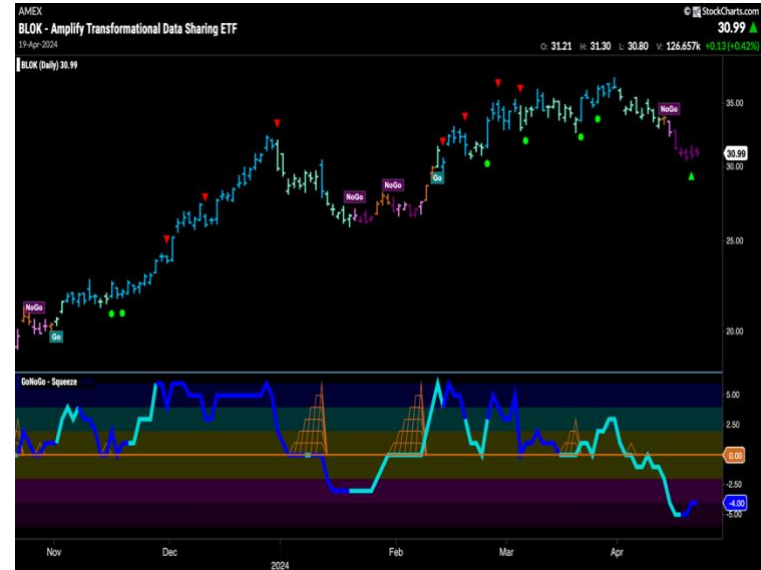 AMEX
© StockCharts.com
BLOK - Amplify Transformational Data Sharing ETF
30.99
19-Apr-2024
O: 31.21 H: 31.30 L: 30.80 V: 126.657k +0.13 (+0.42%)
BLOK (Daily) 30.99
NoGo
35.00
30.99
30.00
NoGo
NoGo
Go
25.00
NoGo
20.00
Go
GoNoGo - Squeeze
5.00
2.50
0.00
-2.50
-4.00
-5.00
Nov Dec Feb Mar Apr
2024